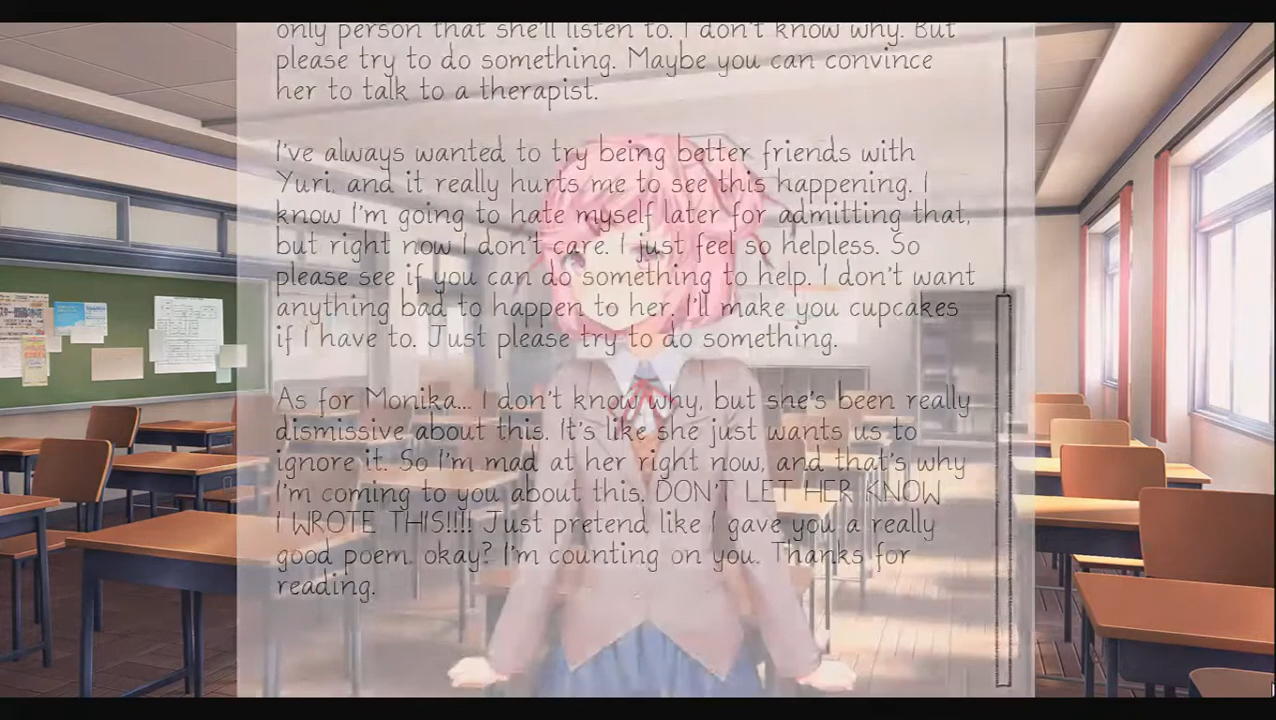 only person that she'll listen to. I don't know why. But
please try to do something. Maybe you can convince
her to talk to a therapist.
I've always wanted to try being better friends with
Yuri, and it really hurts me to see this happening. I
know I'm going to hate myself later for admitting that,
but right now I don't care. I just feel so helpless. So
please see if you can do something to help. I don't want
anything bad to happen to her. I'll make you cupcakes
if I have to. Just please try to do something.
As for Monika... I don't know why, but she's been really
dismissive about this. It's like she just wants us to
ignore it. So I'm mad at her right now, and that's why
I'm coming to you about this. DON'T LET HER KNOW
I WROTE THIS!!!! Just pretend like I gave you a really
good poem, okay? I'm counting on you. Thanks for
reading.